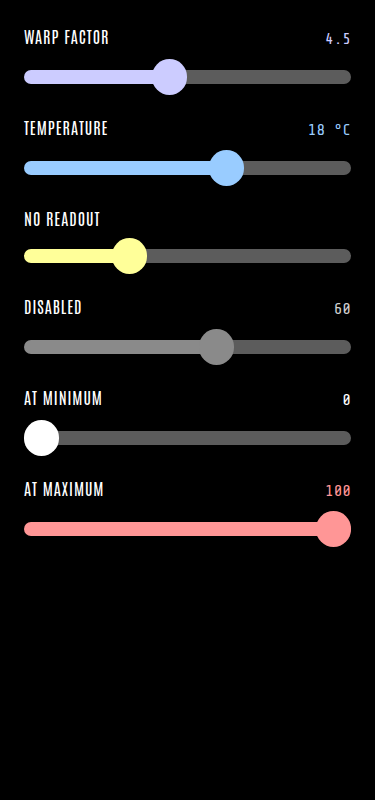 WARP FACTOR 4.5
TEMPERATURE 18 °C
NO READOUT
DISABLED 60
AT MINIMUM 0
AT MAXIMUM 100